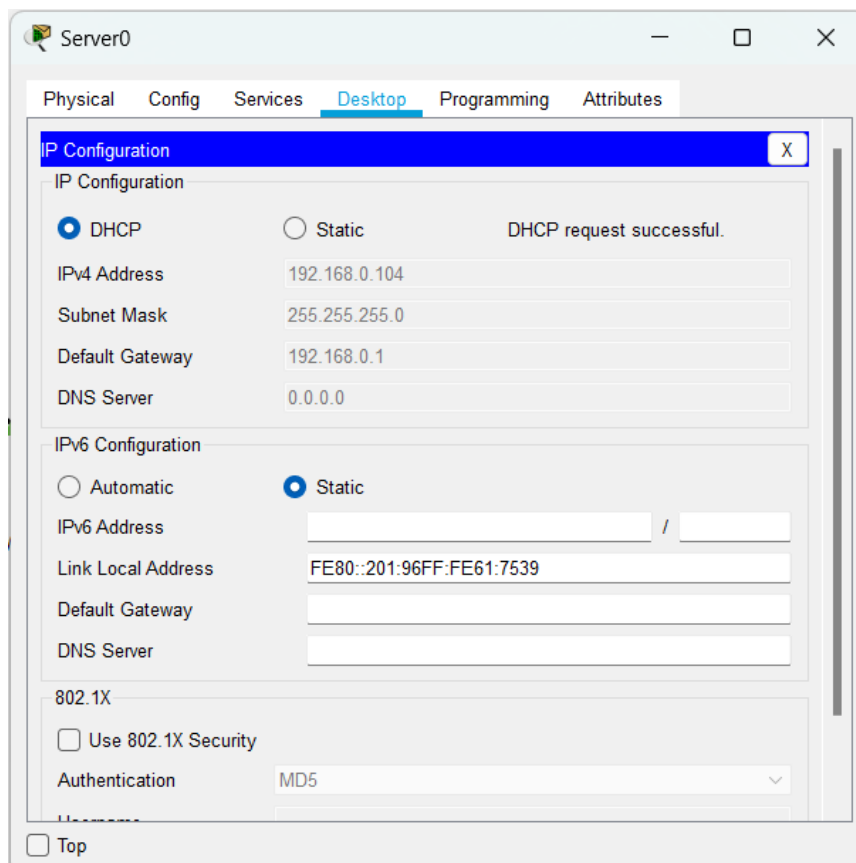 Server0
Physical Config Services Desktop Programming Attributes
IP Configuration X
IP Configuration
DHCP Static DHCP request successful.
IPv4 Address 192.168.0.104
Subnet Mask 255.255.255.0
Default Gateway 192.168.0.1
DNS Server 0.0.0.0
IPv6 Configuration
Automatic Static
IPv6 Address /
Link Local Address FE80::201:96FF:FE61:7539
Default Gateway
DNS Server
802.1X
Use 802.1X Security
Authentication MD5
Top